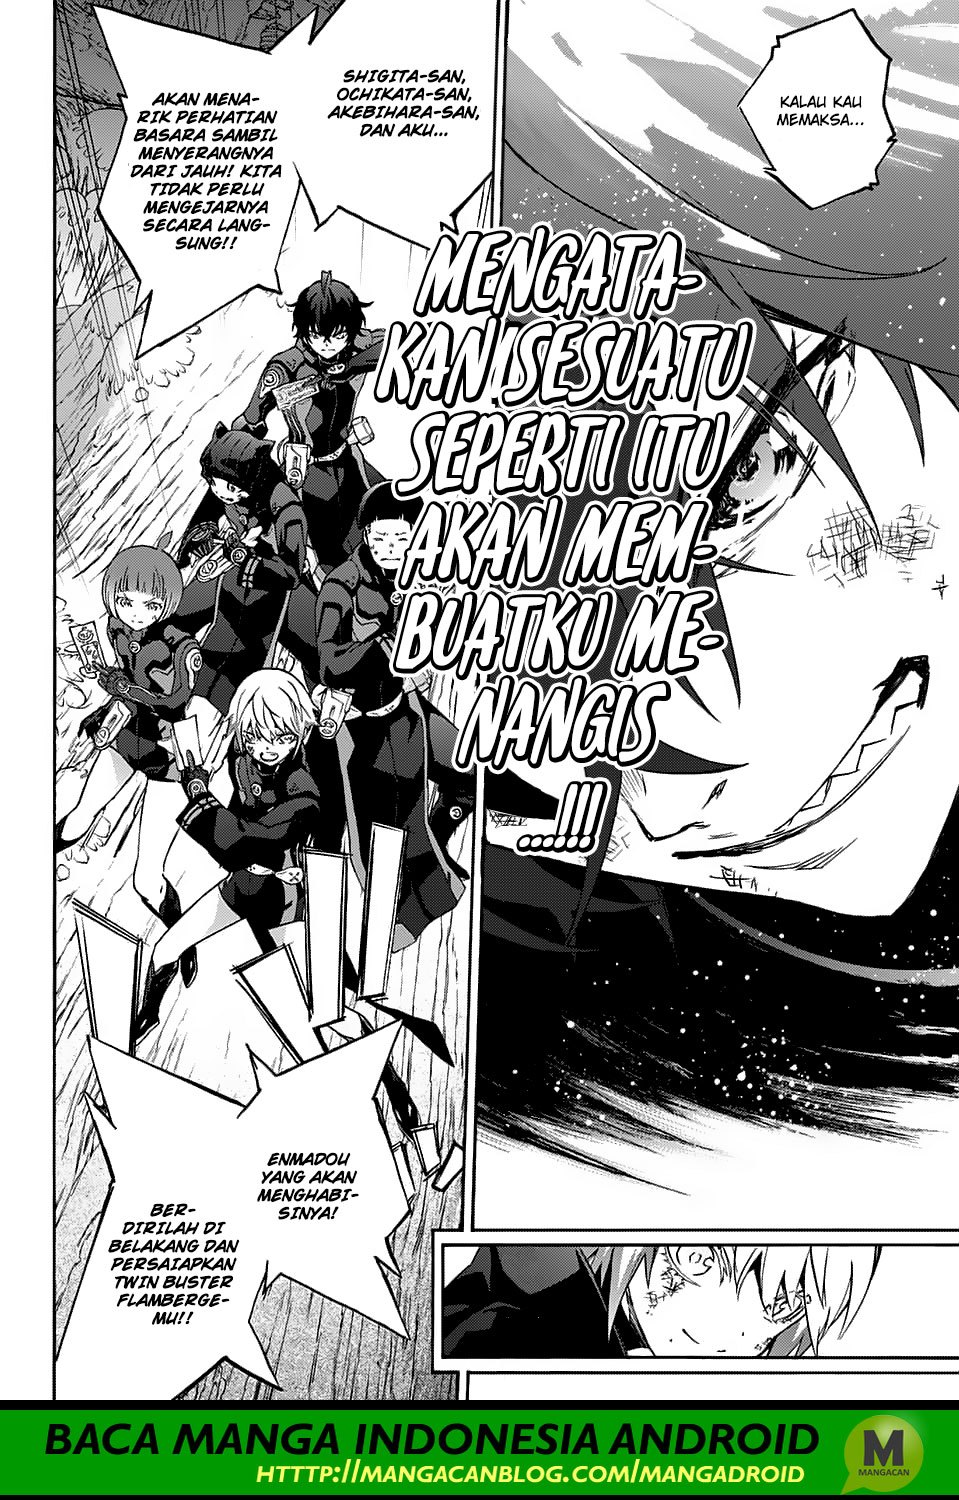 KALAU KAU
MEMAKSA...
MENGATA-
KAN SESUATU
SEPERTI ITU
AKAN MEM-
BUATKU ME-
NANGIS
...!!!
SHIGITA-SAN,
OCHIKATA-SAN,
AKEBIHARA-SAN,
DAN AKU...
AKAN MENA-
RIK PERHATIAN
BASARA SAMBIL
MENYERANGNYA
DARI JAUH! KITA
TIDAK PERLU
MENGEJARNYA
SECARA LANG-
SUNG!!
ENMADOU
YANG AKAN
MENGHABI-
SINYA!
BER-
DIRILAH DI
BELAKANG DAN
PERSAIAPKAN
TWIN BUSTER
FLAMBERGE-
MU!!
BACA MANGA INDONESIA ANDROID
HTTTP://MANGACANBLOG.COM/MANGADROID
M
MANGACAN